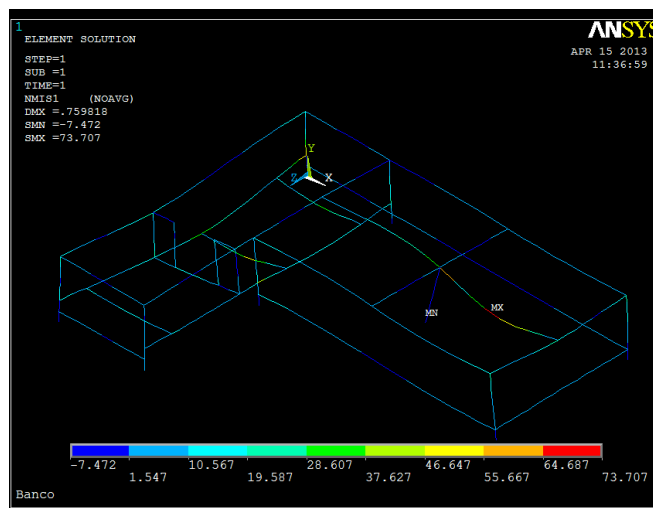 1
ELEMENT SOLUTION
ANSYS
APR 15 2013
11:36:59
STEP=1
SUB =1
TIME=1
NMIS1 (NOAVG)
DMX =.759818
SMN =-7.472
SMX =73.707
Y
Z
X
MN
MX
-7.472
1.547
10.567
19.587
28.607
37.627
46.647
55.667
64.687
73.707
Banco